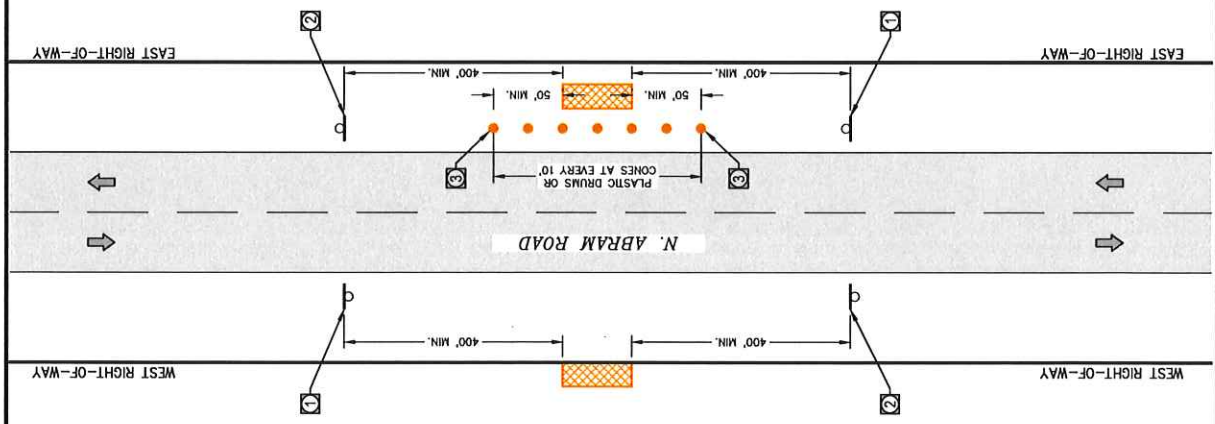 1
2
EAST RIGHT-OF-WAY
EAST RIGHT-OF-WAY
400' MIN.
400' MIN.
50' MIN.
50' MIN.
3
3
PLASTIC DRUMS OR
CONES AT EVERY 10'
N. ABRAM ROAD
400' MIN.
400' MIN.
WEST RIGHT-OF-WAY
WEST RIGHT-OF-WAY
2
1